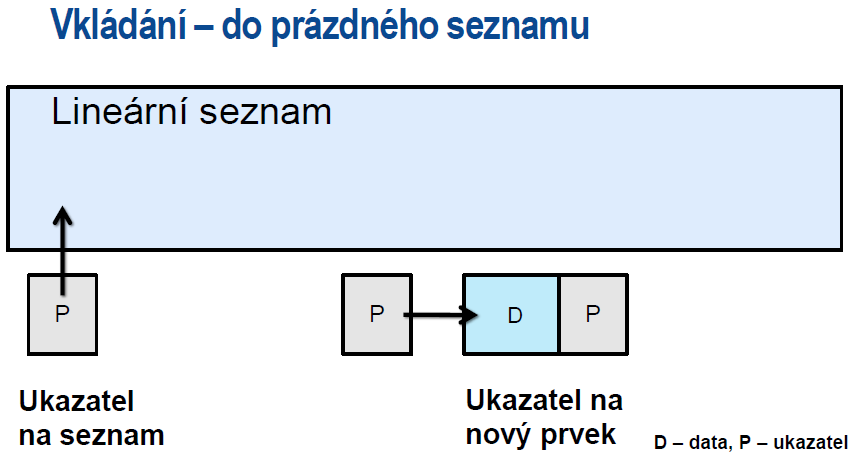 Vkládání – do prázdného seznamu
Lineární seznam
P
P
D
P
Ukazatel
na seznam
Ukazatel na
nový prvek
D – data, P – ukazatel